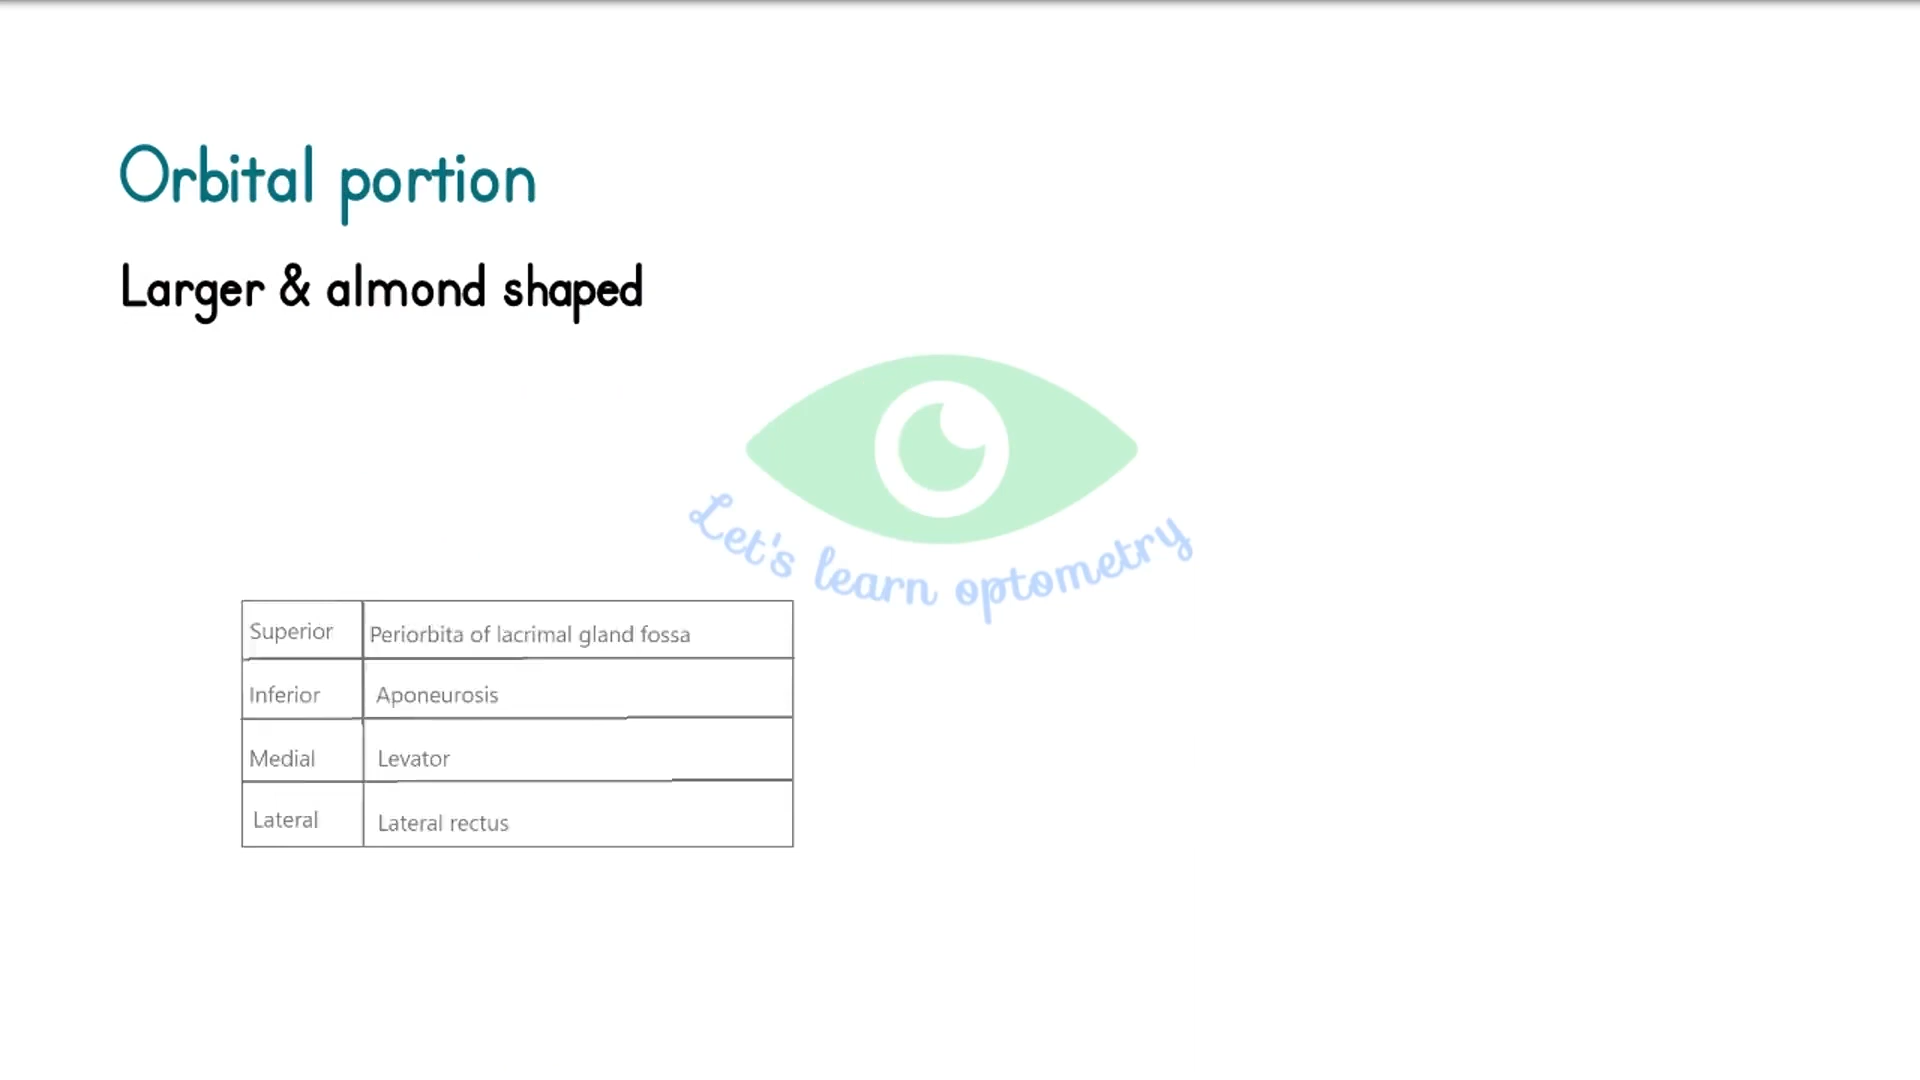 Orbital portion
Larger & almond shaped
Let's learn optometry
Superior Periorbita of lacrimal gland fossa
Inferior Aponeurosis
Medial Levator
Lateral Lateral rectus